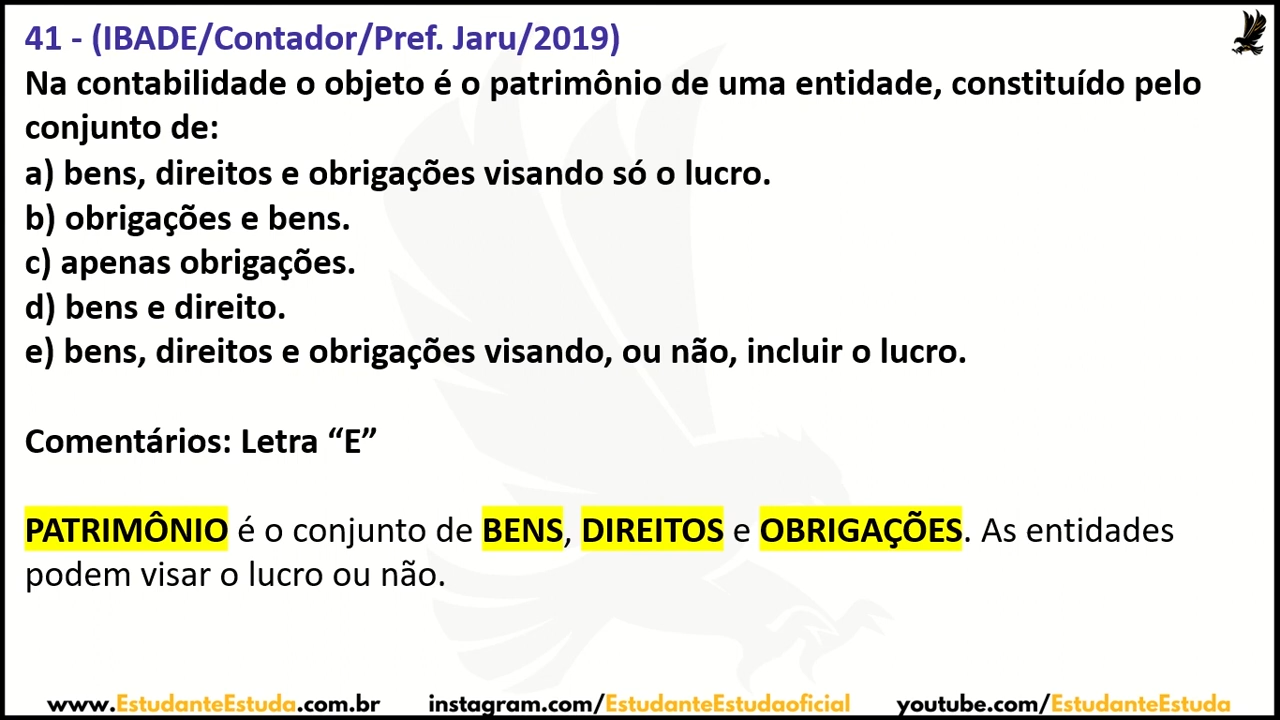 41 - (IBADE/Contador/Pref. Jaru/2019)
Na contabilidade o objeto é o patrimônio de uma entidade, constituído pelo
conjunto de:
a) bens, direitos e obrigações visando só o lucro.
b) obrigações e bens.
c) apenas obrigações.
d) bens e direito.
e) bens, direitos e obrigações visando, ou não, incluir o lucro.
Comentários: Letra “E”
PATRIMÔNIO é o conjunto de BENS, DIREITOS e OBRIGAÇÕES. As entidades
podem visar o lucro ou não.
www.EstudanteEstuda.com.br instagram.com/EstudanteEstudaoficial youtube.com/EstudanteEstuda